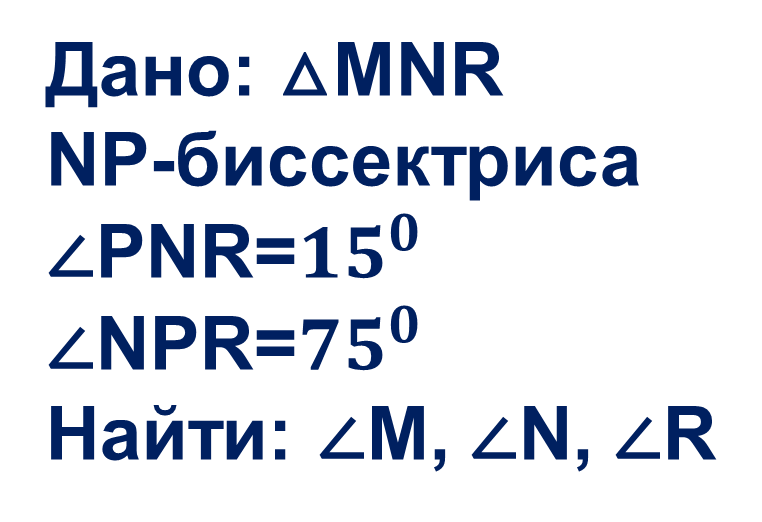 Дано: △MNR
NP-биссектриса
∠PNR=15⁰
∠NPR=75⁰
Найти: ∠M, ∠N, ∠R